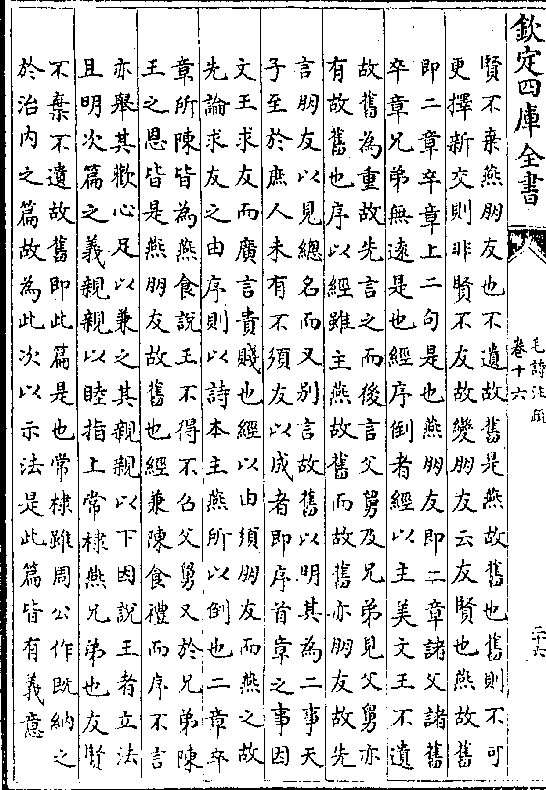 欽定四庫全書
毛詩注疏
卷十六
二十六
賢不棄燕朋友也不遺故舊是燕故舊也舊則不可
更擇新交則非賢不友故變朋友云友賢也燕故舊
即二章卒章上二句是也燕朋友即二章諸父諸舊
卒章兄弟無遠是也經序倒者經以主美文王不遺
故舊為重故先言之而後言父舅及兄弟見父舅亦
有故舊也序以經雖主燕故舊而故舊亦朋友故先
言朋友以見總名而又別言故舊以明其為二事天
子至於庶人未有不須友以成者即序首章之事因
文王求友而廣言貴賤也經以由須朋友而燕之故
先論求友之由序則以詩本主燕所以倒也二章卒
章所陳皆為燕食說王不得不召父舅又於兄弟陳
王之恩皆是燕朋友故舊也經兼陳食禮而序不言
亦舉其歡心足以兼之其親親以下因說王者立法
且明次篇之義親親以睦指上常棣燕兄弟也友賢
不棄不遺故舊即此篇是也常棣雖周公作既納之
於治內之篇故為此次以示法是此篇皆有義意